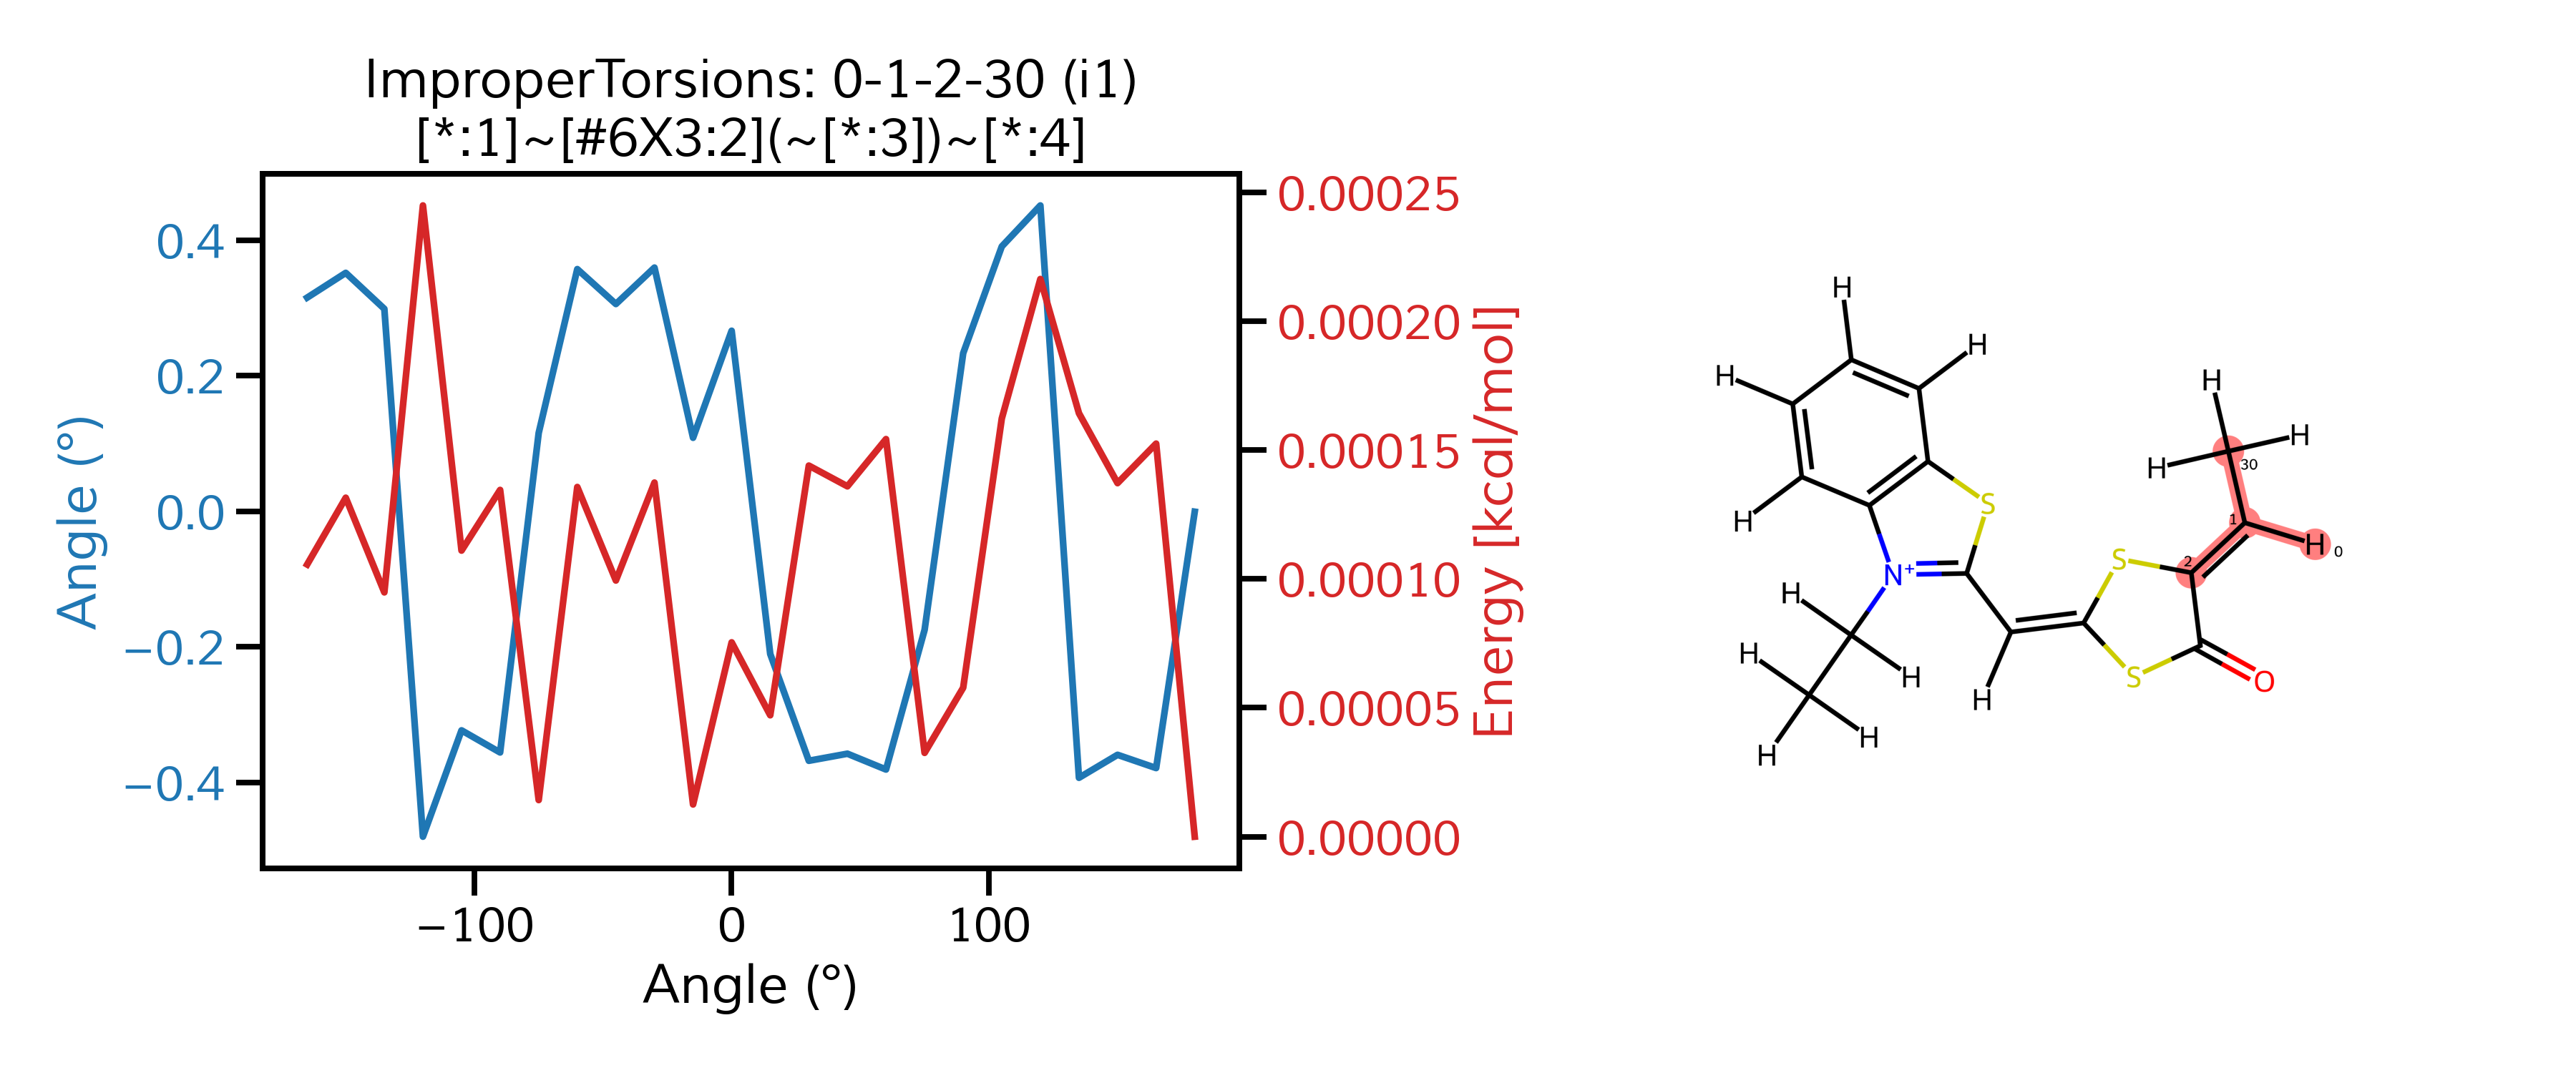 ImproperTorsions: 0-1-2-30 (i1)
[*:1]~[#6X3:2](~[*:3])~[*:4]
Angle (°)
0.4
0.2
0.0
−0.2
−0.4
−100
0
100
Angle (°)
0.00025
0.00020
0.00015
0.00010
0.00005
0.00000
Energy [kcal/mol]
H
H
H
H
H
H
H
30
H
S
1
H 0
2
S
N+
H
H
H
S
O
H
H
H